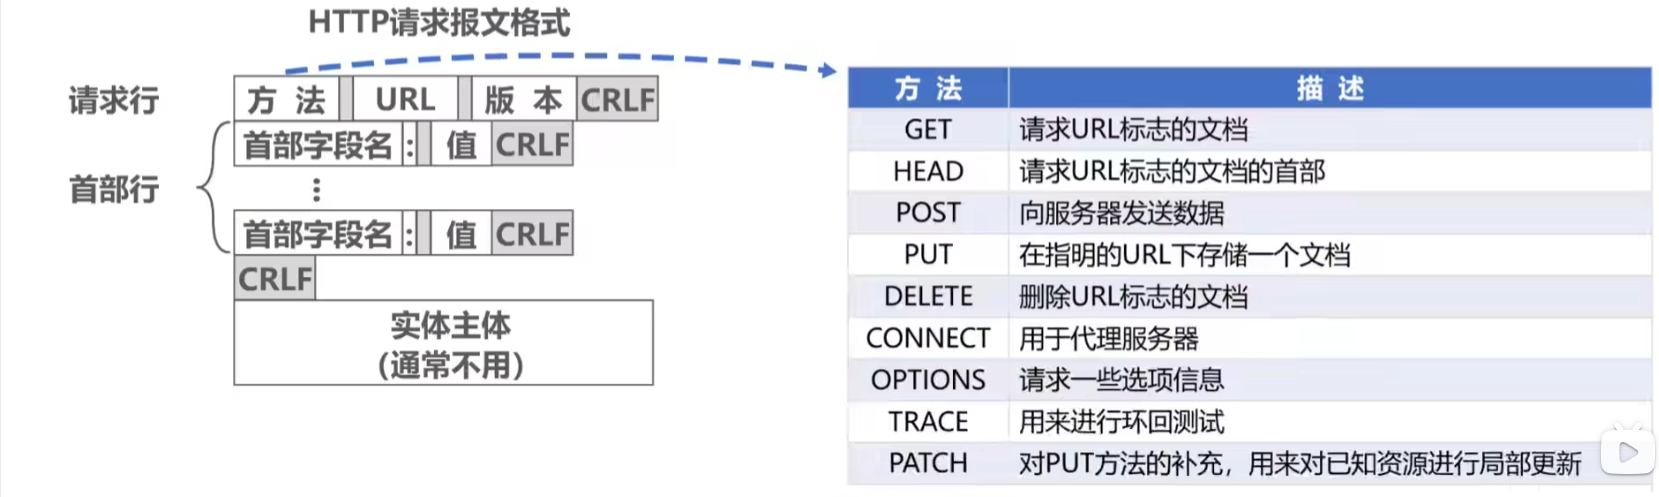 HTTP请求报文格式
请求行
方 法 URL 版 本 CRLF
首部字段名 : 值 CRLF
首部行
⋮
首部字段名 : 值 CRLF
CRLF
实体主体
(通常不用)
方 法 描 述
GET 请求URL标志的文档
HEAD 请求URL标志的文档的首部
POST 向服务器发送数据
PUT 在指明的URL下存储一个文档
DELETE 删除URL标志的文档
CONNECT 用于代理服务器
OPTIONS 请求一些选项信息
TRACE 用来进行环回测试
PATCH 对PUT方法的补充，用来对已知资源进行局部更新